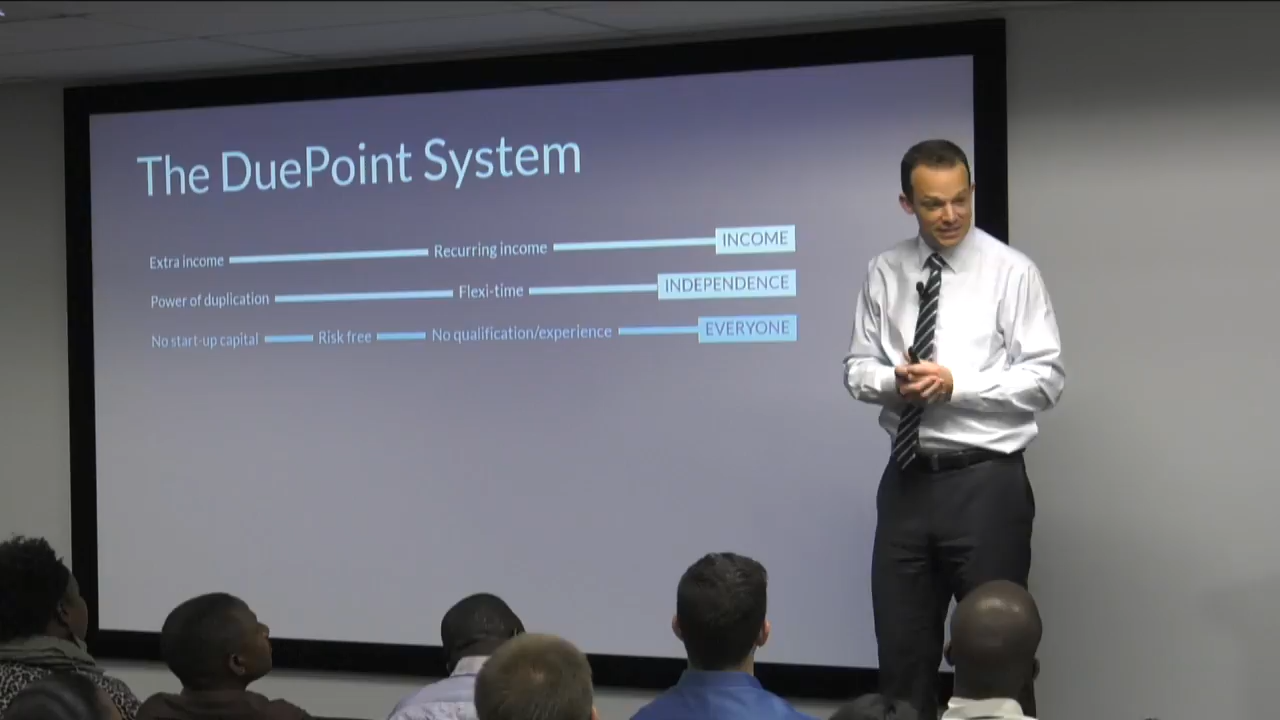 The DuePoint System
Extra income Recurring income INCOME
Power of duplication Flexi-time INDEPENDENCE
No start-up capital Risk free No qualification/experience EVERYONE